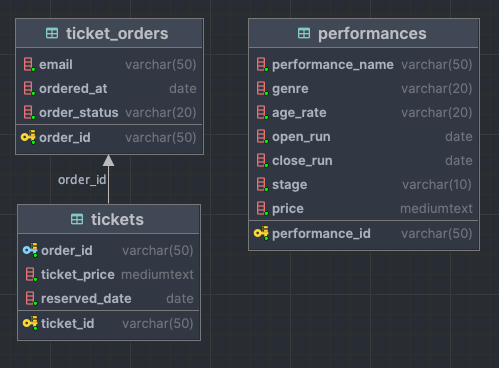 ticket_orders
email varchar(50)
ordered_at date
order_status varchar(20)
order_id varchar(50)
order_id
tickets
order_id varchar(50)
ticket_price mediumtext
reserved_date date
ticket_id varchar(50)
performances
performance_name varchar(50)
genre varchar(20)
age_rate varchar(20)
open_run date
close_run date
stage varchar(10)
price mediumtext
performance_id varchar(50)